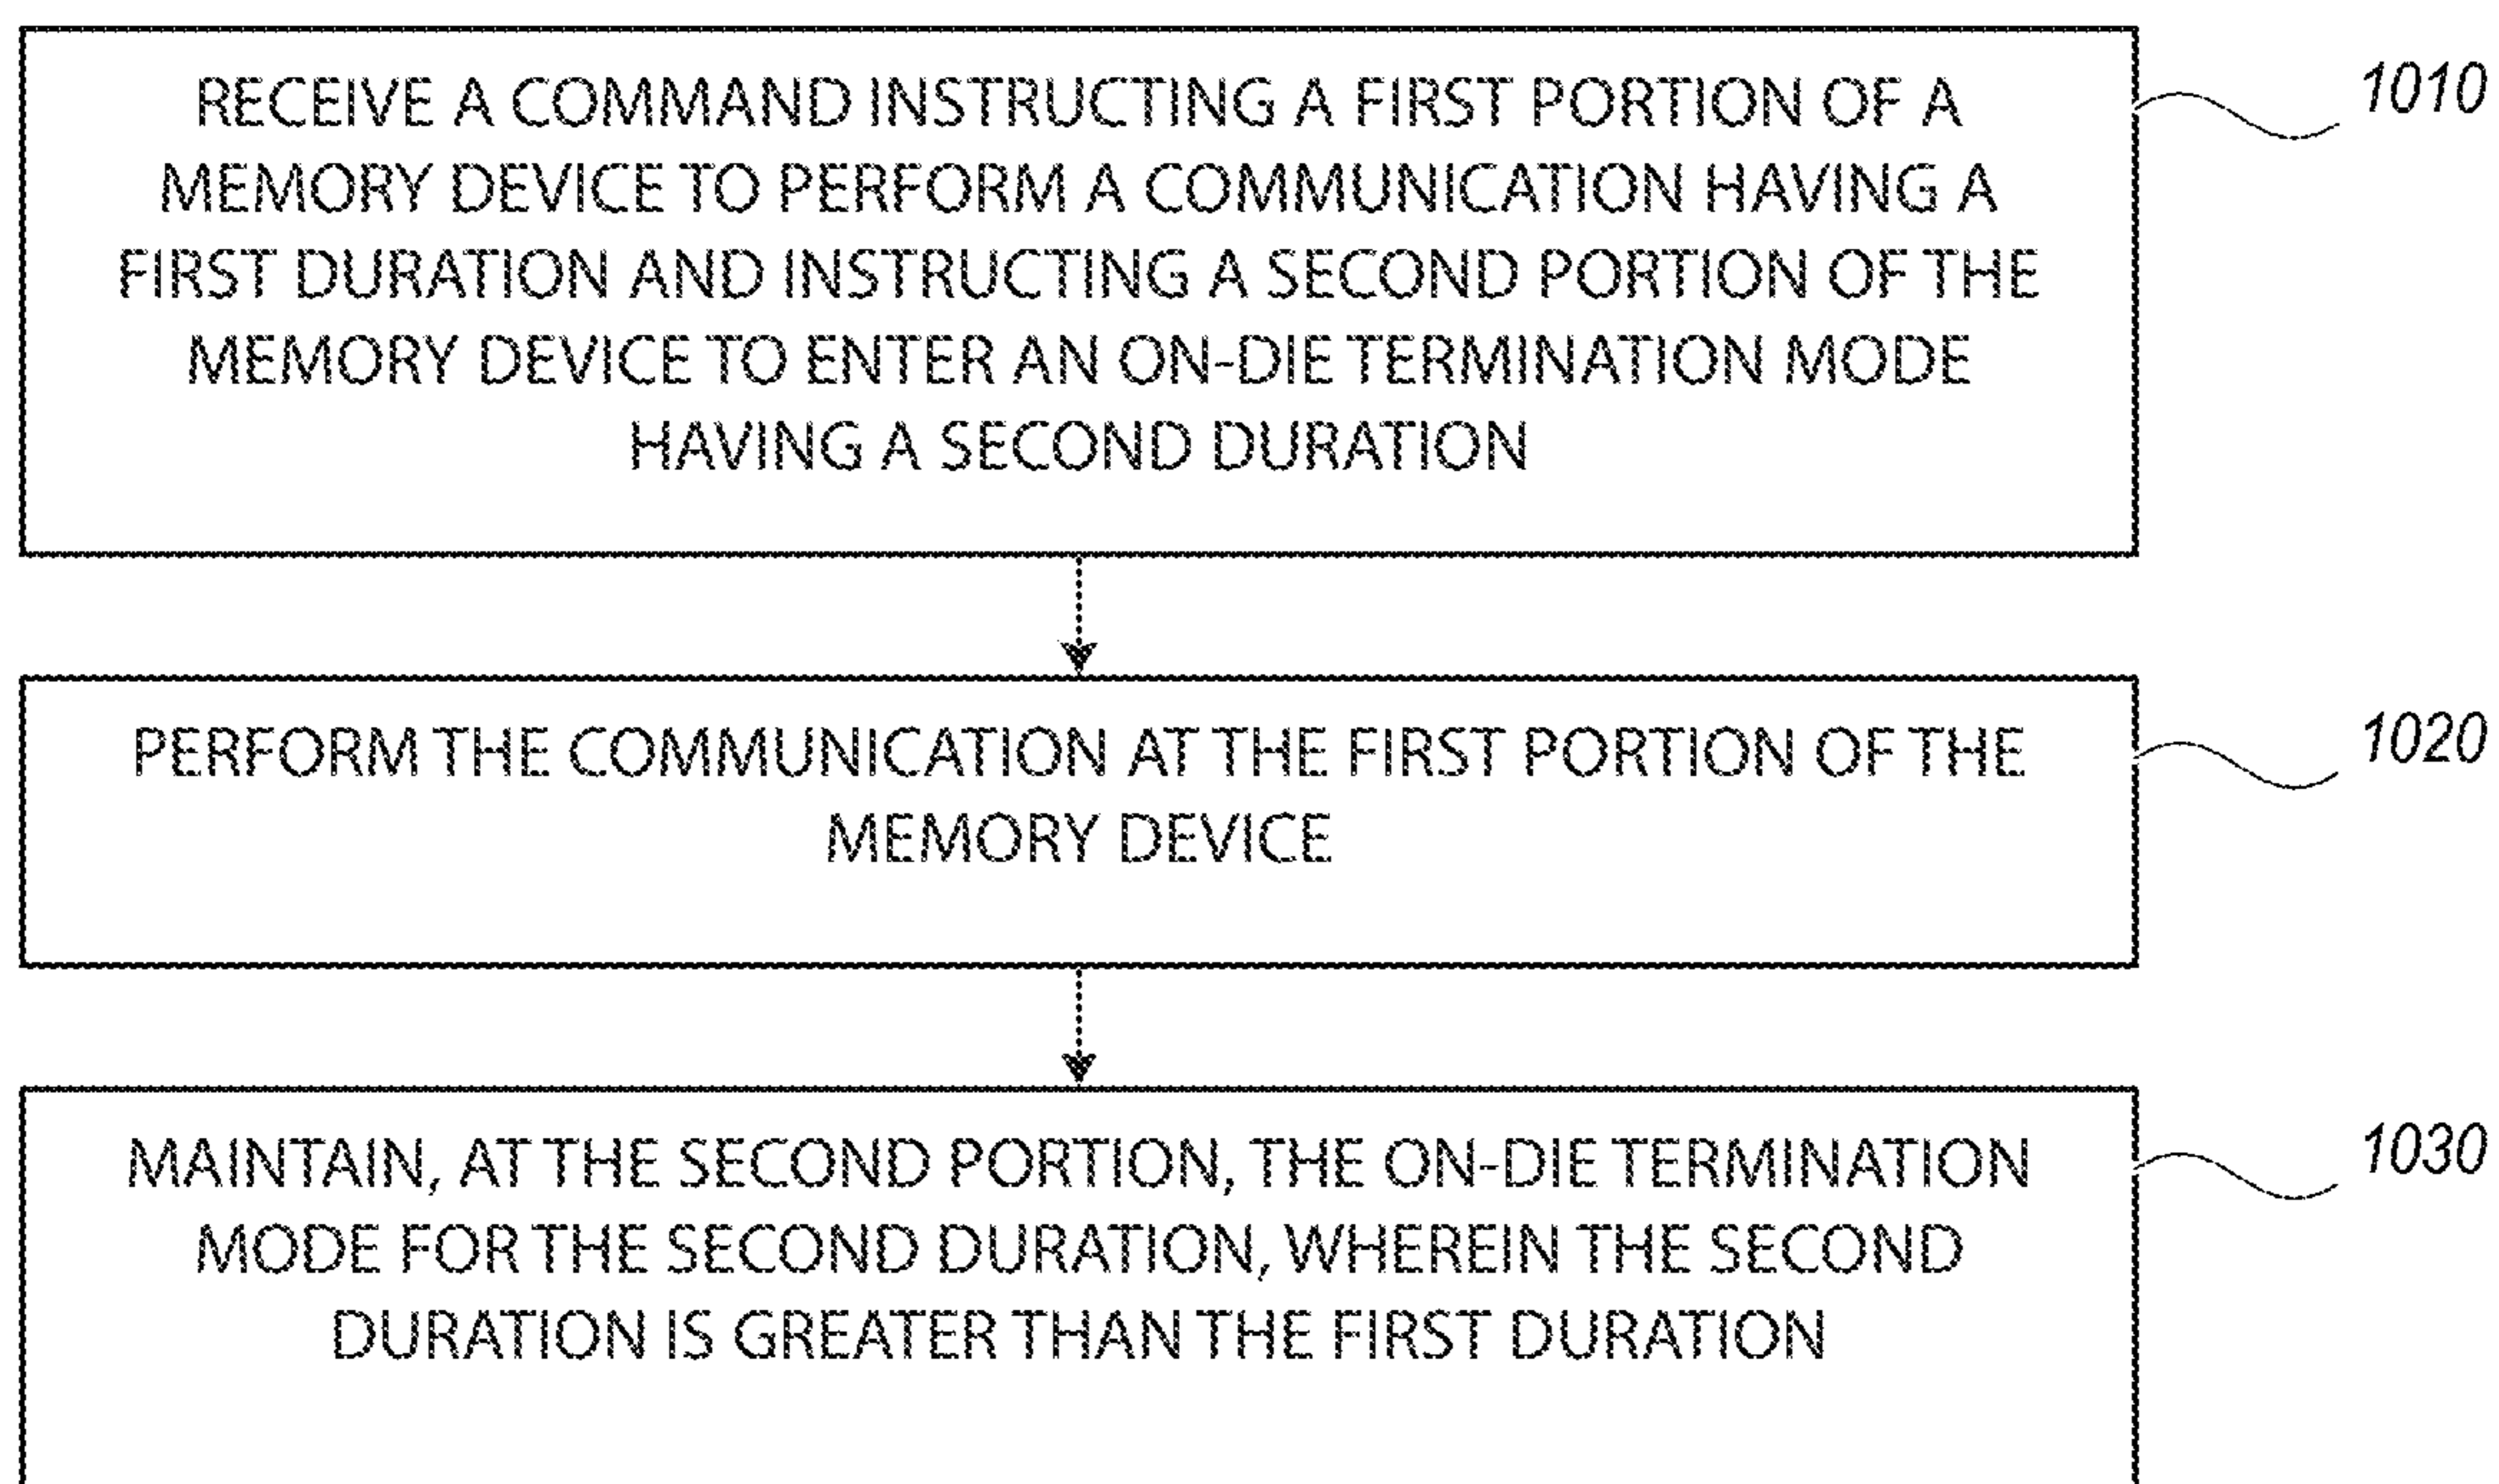 RECEIVE A COMMAND INSTRUCTING A FIRST PORTION OF A
MEMORY DEVICE TO PERFORM A COMMUNICATION HAVING A
FIRST DURATION AND INSTRUCTING A SECOND PORTION OF THE
MEMORY DEVICE TO ENTER AN ON-DIE TERMINATION MODE
HAVING A SECOND DURATION
1010
PERFORM THE COMMUNICATION AT THE FIRST PORTION OF THE
MEMORY DEVICE
1020
MAINTAIN, AT THE SECOND PORTION, THE ON-DIE TERMINATION
MODE FOR THE SECOND DURATION, WHEREIN THE SECOND
DURATION IS GREATER THAN THE FIRST DURATION
1030